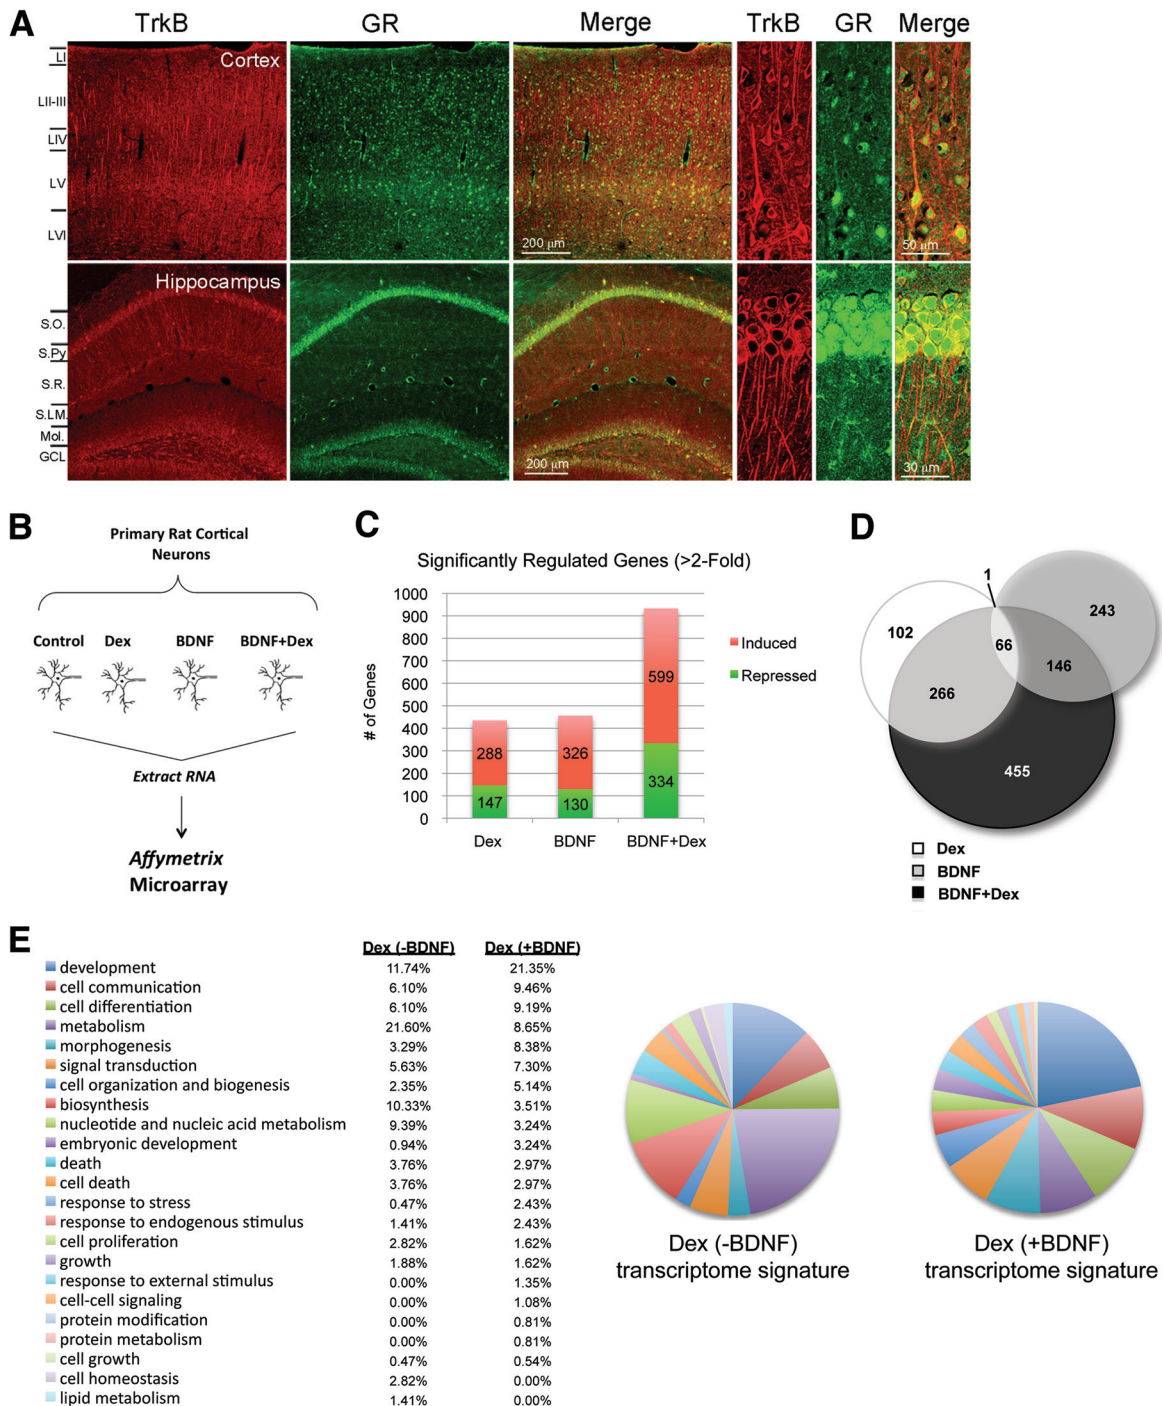 A
TrkB GR Merge TrkB GR Merge
Cortex
LI
LII-III
LIV
LV
LVI
200 µm
50 µm
Hippocampus
S.O.
S.Py
S.R.
S.LM.
Mol.
GCL
200 µm
30 µm
B
Primary Rat Cortical
Neurons
Control Dex BDNF BDNF+Dex
Extract RNA
Affymetrix
Microarray
C
Significantly Regulated Genes (>2-Fold)
# of Genes
1000
900
800
700
600
500
400
300
200
100
0
288
147
326
130
599
334
Dex BDNF BDNF+Dex
Induced
Repressed
D
1
102
243
66
146
266
455
Dex
BDNF
BDNF+Dex
E
Dex (-BDNF) Dex (+BDNF)
development 11.74% 21.35%
cell communication 6.10% 9.46%
cell differentiation 6.10% 9.19%
metabolism 21.60% 8.65%
morphogenesis 3.29% 8.38%
signal transduction 5.63% 7.30%
cell organization and biogenesis 2.35% 5.14%
biosynthesis 10.33% 3.51%
nucleotide and nucleic acid metabolism 9.39% 3.24%
embryonic development 0.94% 3.24%
death 3.76% 2.97%
cell death 3.76% 2.97%
response to stress 0.47% 2.43%
response to endogenous stimulus 1.41% 2.43%
cell proliferation 2.82% 1.62%
growth 1.88% 1.62%
response to external stimulus 0.00% 1.35%
cell-cell signaling 0.00% 1.08%
protein modification 0.00% 0.81%
protein metabolism 0.00% 0.81%
cell growth 0.47% 0.54%
cell homeostasis 2.82% 0.00%
lipid metabolism 1.41% 0.00%
Dex (-BDNF)
transcriptome signature
Dex (+BDNF)
transcriptome signature